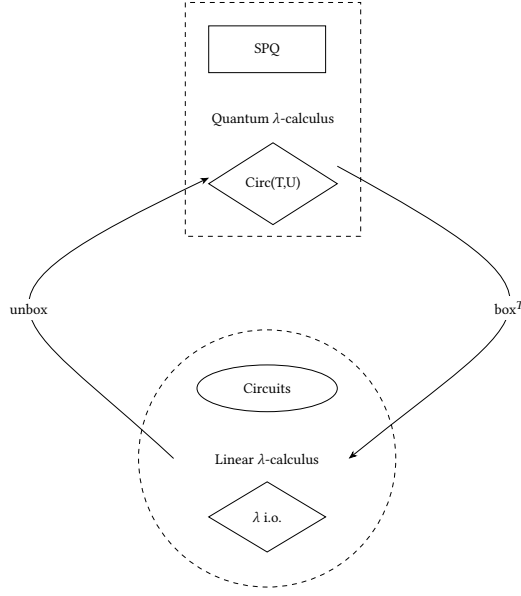 SPQ
Quantum λ-calculus
Circ(T,U)
unbox
box^T
Circuits
Linear λ-calculus
λ i.o.